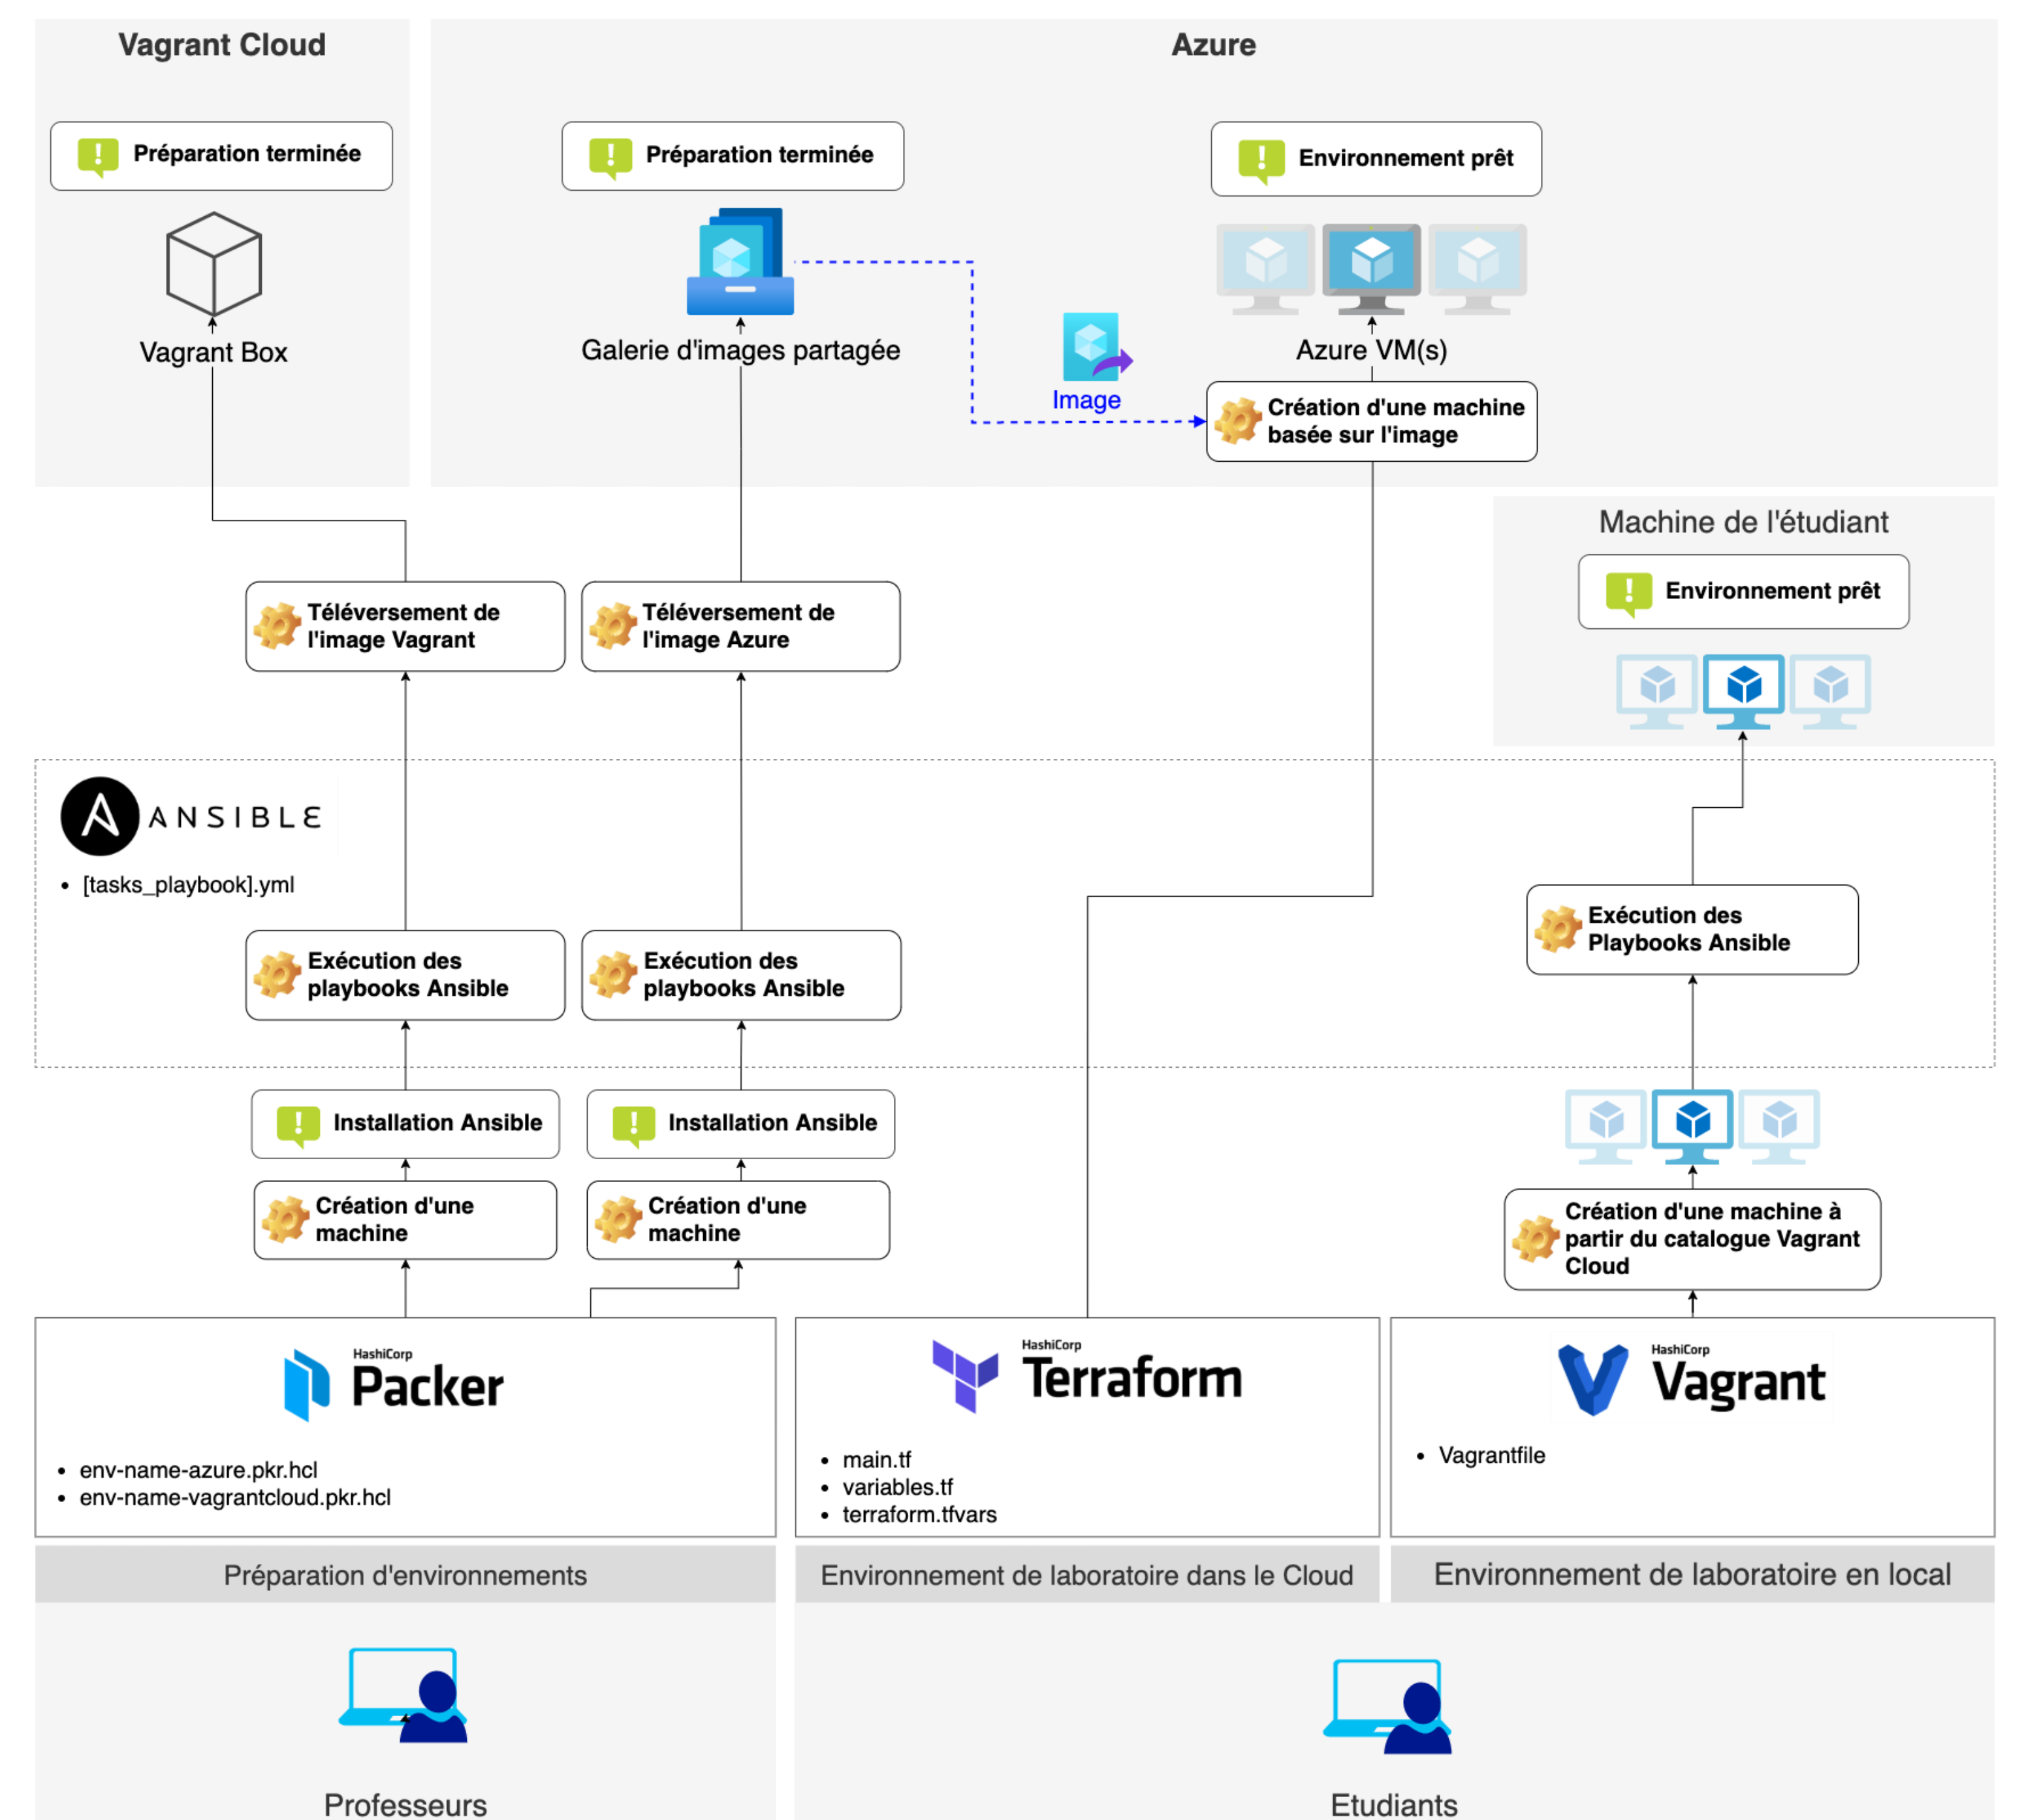 Vagrant Cloud
Azure
Préparation terminée
Préparation terminée
Environnement prêt
Vagrant Box
Galerie d'images partagée
Image
Azure VM(s)
Création d'une machine
basée sur l'image
Machine de l'étudiant
Environnement prêt
Téléversement de
l'image Vagrant
Téléversement de
l'image Azure
ANSIBLE
• [tasks_playbook].yml
Exécution des
playbooks Ansible
Exécution des
playbooks Ansible
Exécution des
Playbooks Ansible
Installation Ansible
Installation Ansible
Création d'une
machine
Création d'une
machine
Création d'une machine à
partir du catalogue Vagrant
Cloud
HashiCorp
Packer
• env-name-azure.pkr.hcl
• env-name-vagrantcloud.pkr.hcl
HashiCorp
Terraform
• main.tf
• variables.tf
• terraform.tfvars
HashiCorp
Vagrant
• Vagrantfile
Préparation d'environnements
Environnement de laboratoire dans le Cloud
Environnement de laboratoire en local
Professeurs
Etudiants